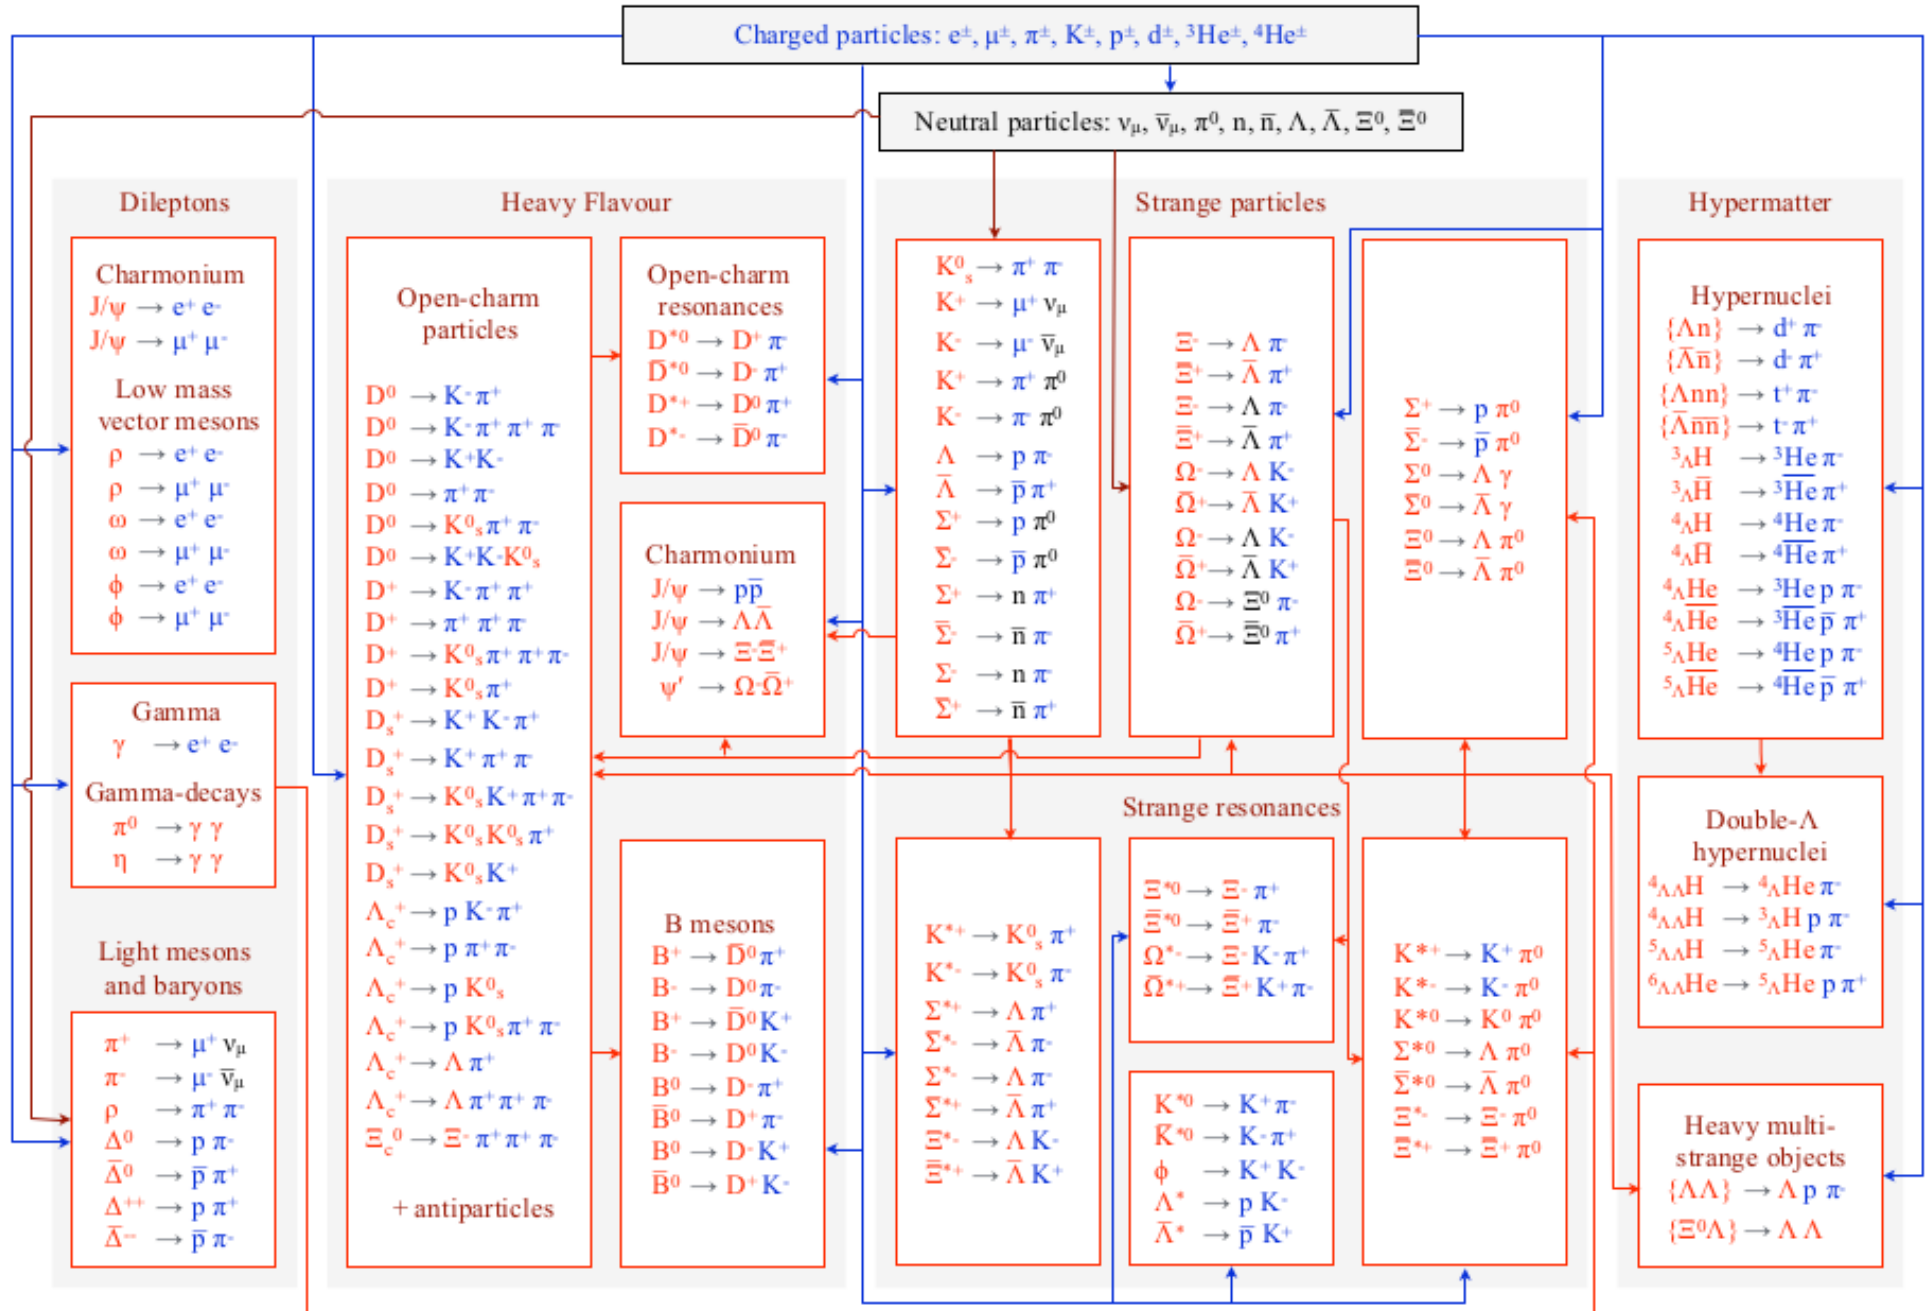 Charged particles: e±, μ±, π±, K±, p±, d±, ³He±, ⁴He±
Neutral particles: νμ, ν̅μ, π⁰, n, n̅, Λ, Λ̅, Ξ⁰, Ξ̅⁰
Dileptons
Charmonium
J/ψ → e⁺ e⁻
J/ψ → μ⁺ μ⁻
Low mass
vector mesons
ρ → e⁺ e⁻
ρ → μ⁺ μ⁻
ω → e⁺ e⁻
ω → μ⁺ μ⁻
ϕ → e⁺ e⁻
ϕ → μ⁺ μ⁻
Gamma
γ → e⁺ e⁻
Gamma-decays
π⁰ → γ γ
η → γ γ
Light mesons
and baryons
π⁺ → μ⁺ νμ
π⁻ → μ⁻ ν̅μ
ρ → π⁺ π⁻
Δ⁰ → p π⁻
Δ̅⁰ → p̅ π⁺
Δ⁺⁺ → p π⁺
Δ̅⁻⁻ → p̅ π⁻
Heavy Flavour
Open-charm
particles
D⁰ → K⁻ π⁺
D⁰ → K⁻ π⁺ π⁺ π⁻
D⁰ → K⁺ K⁻
D⁰ → π⁺ π⁻
D⁰ → K⁰s π⁺ π⁻
D⁰ → K⁺ K⁻ K⁰s
D⁺ → K⁻ π⁺ π⁺
D⁺ → π⁺ π⁺ π⁻
D⁺ → K⁰s π⁺ π⁺ π⁻
D⁺ → K⁰s π⁺
Ds⁺ → K⁺ K⁻ π⁺
Ds⁺ → K⁺ π⁺ π⁻
Ds⁺ → K⁰s K⁺ π⁺ π⁻
Ds⁺ → K⁰s K⁰s π⁺
Ds⁺ → K⁰s K⁺
Λc⁺ → p K⁻ π⁺
Λc⁺ → p π⁺ π⁻
Λc⁺ → p K⁰s
Λc⁺ → p K⁰s π⁺ π⁻
Λc⁺ → Λ π⁺
Λc⁺ → Λ π⁺ π⁺ π⁻
Ξc⁰ → Ξ⁻ π⁺ π⁺ π⁻
+ antiparticles
Open-charm
resonances
D*⁰ → D⁺ π⁻
D̅*⁰ → D⁻ π⁺
D*⁺ → D⁰ π⁺
D*⁻ → D̅⁰ π⁻
Charmonium
J/ψ → p p̅
J/ψ → Λ Λ̅
J/ψ → Ξ⁻ Ξ̅⁺
ψ′ → Ω⁻ Ω̅⁺
B mesons
B⁺ → D̅⁰ π⁺
B⁻ → D⁰ π⁻
B⁺ → D̅⁰ K⁺
B⁻ → D⁰ K⁻
B⁰ → D⁻ π⁺
B̅⁰ → D⁺ π⁻
B⁰ → D⁻ K⁺
B̅⁰ → D⁺ K⁻
Strange particles
K⁰s → π⁺ π⁻
K⁺ → μ⁺ νμ
K⁻ → μ⁻ ν̅μ
K⁺ → π⁺ π⁰
K⁻ → π⁻ π⁰
Λ → p π⁻
Λ̅ → p̅ π⁺
Σ⁺ → p π⁰
Σ̅⁻ → p̅ π⁰
Σ⁺ → n π⁺
Σ̅⁻ → n̅ π⁻
Σ⁻ → n π⁻
Σ̅⁺ → n̅ π⁺
Ξ⁻ → Λ π⁻
Ξ̅⁺ → Λ̅ π⁺
Ξ⁻ → Λ π⁻
Ξ̅⁺ → Λ̅ π⁺
Ω⁻ → Λ K⁻
Ω̅⁺ → Λ̅ K⁺
Ω⁻ → Λ K⁻
Ω̅⁺ → Λ̅ K⁺
Ω⁻ → Ξ⁰ π⁻
Ω̅⁺ → Ξ̅⁰ π⁺
Σ⁺ → p π⁰
Σ̅⁻ → p̅ π⁰
Σ⁰ → Λ γ
Σ⁰ → Λ̅ γ
Ξ⁰ → Λ π⁰
Ξ⁰ → Λ̅ π⁰
Strange resonances
K*⁺ → K⁰s π⁺
K*⁻ → K⁰s π⁻
Σ*⁺ → Λ π⁺
Σ̅*⁻ → Λ̅ π⁻
Σ*⁻ → Λ π⁻
Σ̅*⁺ → Λ̅ π⁺
Ξ*⁻ → Λ K⁻
Ξ̅*⁺ → Λ̅ K⁺
Ξ*⁰ → Ξ⁻ π⁺
Ξ̅*⁰ → Ξ̅⁺ π⁻
Ω*⁻ → Ξ⁻ K⁻ π⁺
Ω̅*⁺ → Ξ̅⁺ K⁺ π⁻
K*⁰ → K⁺ π⁻
K̅*⁰ → K⁻ π⁺
ϕ → K⁺ K⁻
Λ* → p K⁻
Λ̅* → p̅ K⁺
K*⁺ → K⁺ π⁰
K*⁻ → K⁻ π⁰
K*⁰ → K⁰ π⁰
Σ*⁰ → Λ π⁰
Σ̅*⁰ → Λ̅ π⁰
Ξ*⁻ → Ξ⁻ π⁰
Ξ̅*⁺ → Ξ̅⁺ π⁰
Hypermatter
Hypernuclei
{Λn} → d⁺ π⁻
{Λ̅n̅} → d⁻ π⁺
{Λnn} → t⁺ π⁻
{Λ̅n̅n̅} → t⁻ π⁺
³ΛH → ³He π⁻
³ΛH̅ → ³H̅e̅ π⁺
⁴ΛH → ⁴He π⁻
⁴ΛH̅ → ⁴H̅e̅ π⁺
⁴ΛHe → ³He p π⁻
⁴ΛH̅e̅ → ³H̅e̅ p̅ π⁺
⁵ΛHe → ⁴He p π⁻
⁵ΛH̅e̅ → ⁴H̅e̅ p̅ π⁺
Double-Λ
hypernuclei
⁴ΛΛH → ⁴ΛHe π⁻
⁴ΛΛH → ³ΛH p π⁻
⁵ΛΛH → ⁵ΛHe π⁻
⁶ΛΛHe → ⁵ΛHe p π⁺
Heavy multi-
strange objects
{ΛΛ} → Λ p π⁻
{Ξ⁰Λ} → Λ Λ